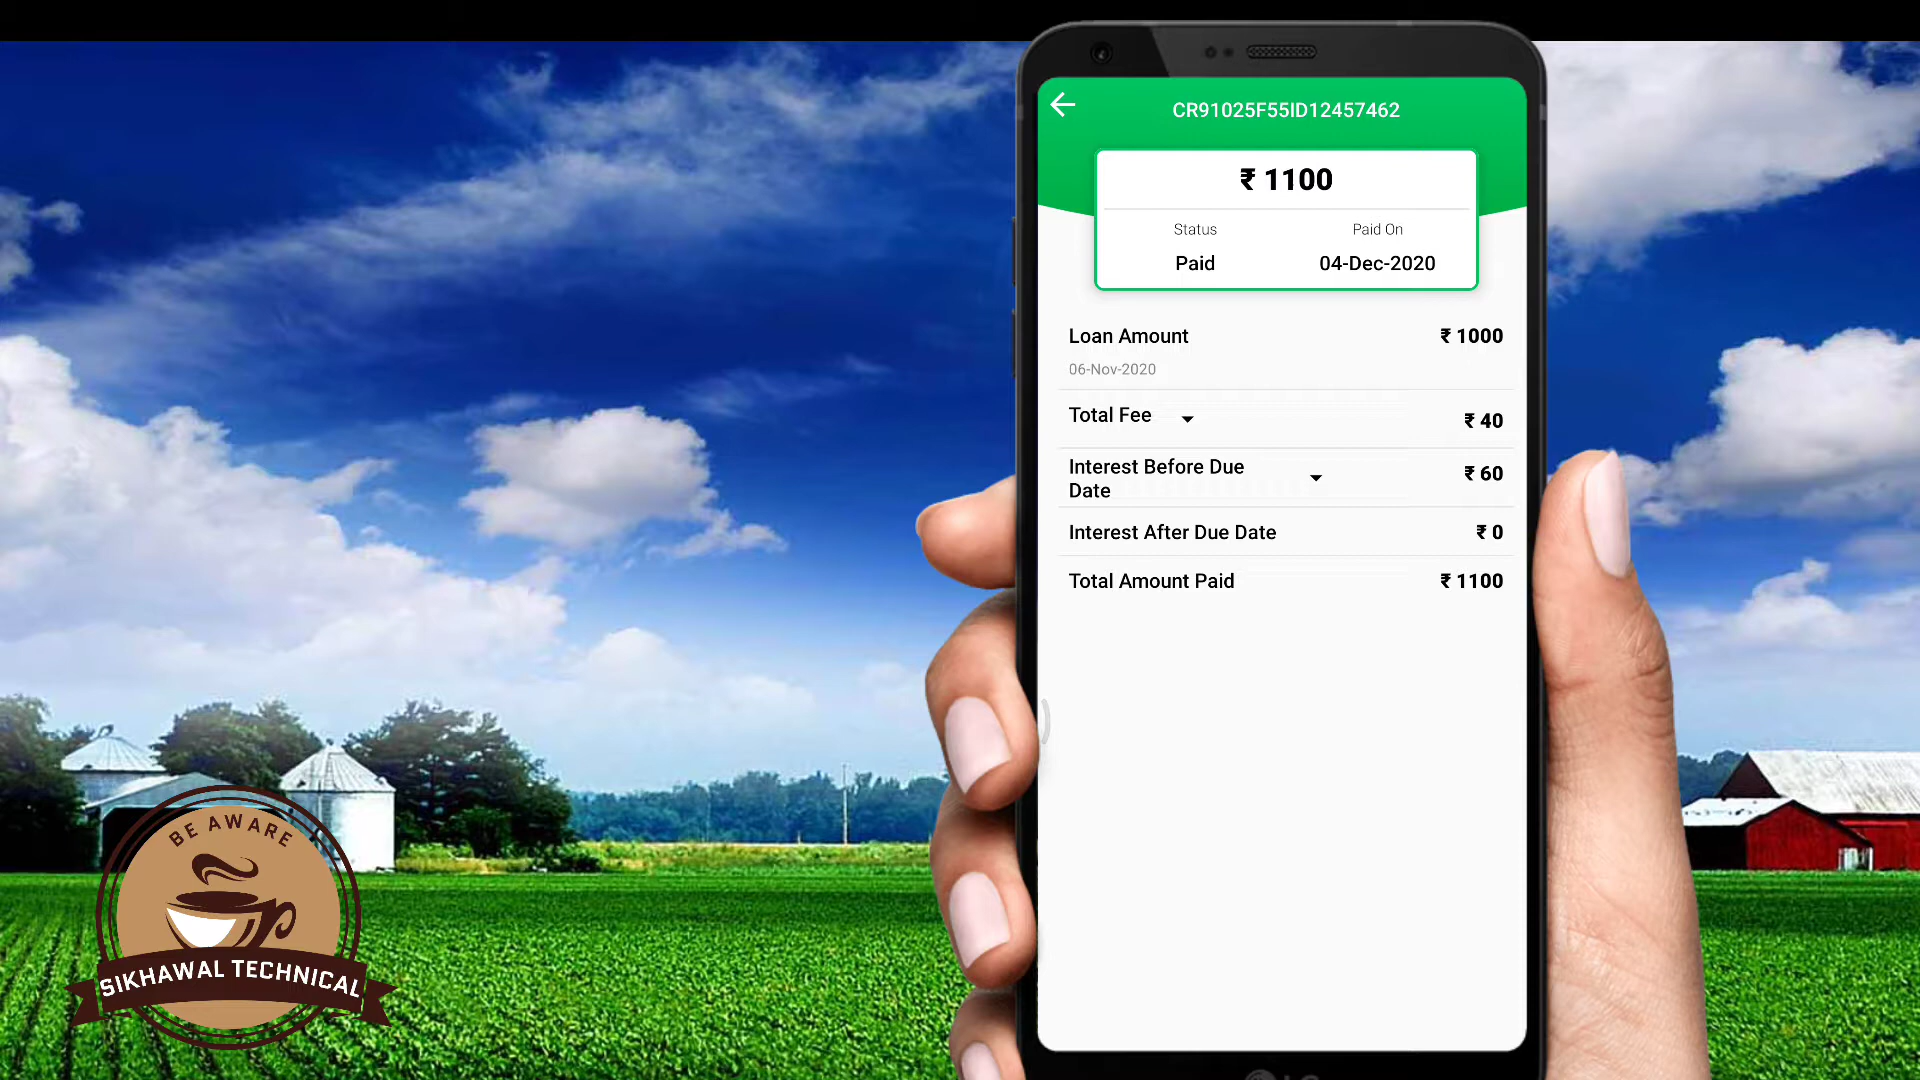 CR91025F55ID12457462
₹ 1100
Status
Paid On
Paid
04-Dec-2020
Loan Amount
₹ 1000
06-Nov-2020
Total Fee
₹ 40
Interest Before Due
Date
₹ 60
Interest After Due Date
₹ 0
Total Amount Paid
₹ 1100
BE AWARE
SIKHAWAL TECHNICAL